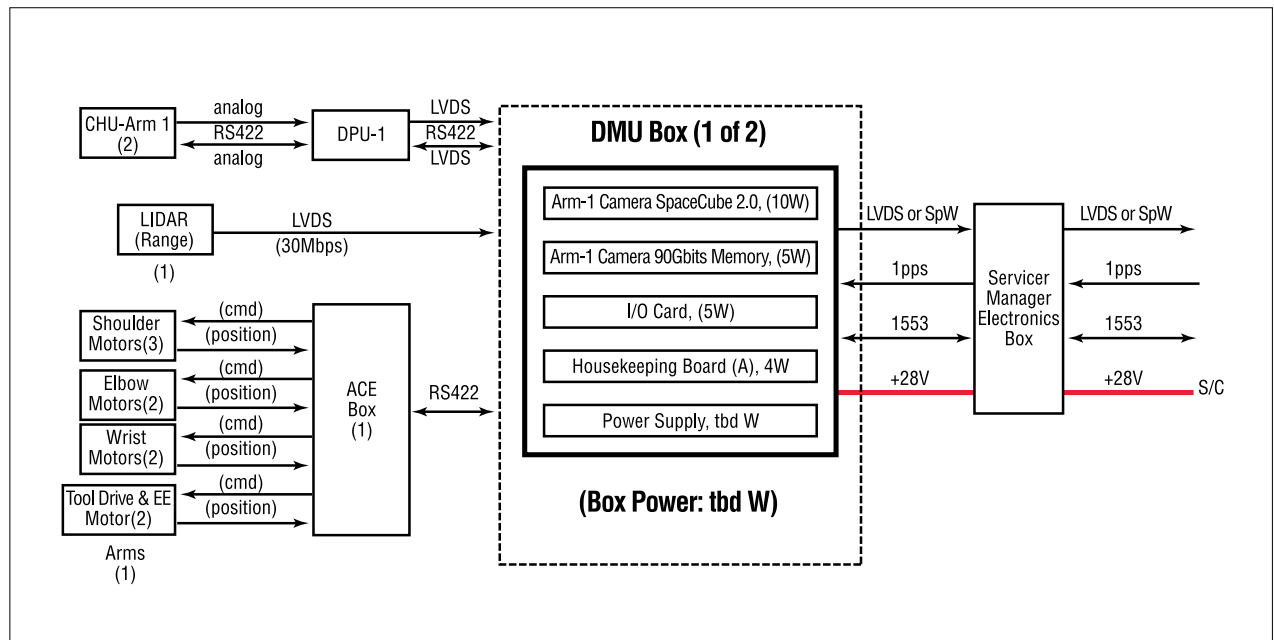 CHU-Arm 1
(2)
analog
RS422
analog
DPU-1
LVDS
RS422
LVDS
LIDAR
(Range)
(1)
LVDS
(30Mbps)
Shoulder
Motors(3)
(cmd)
(position)
Elbow
Motors(2)
(cmd)
(position)
Wrist
Motors(2)
(cmd)
(position)
Tool Drive & EE
Motor(2)
(cmd)
(position)
Arms
(1)
ACE
Box
(1)
RS422
DMU Box (1 of 2)
Arm-1 Camera SpaceCube 2.0, (10W)
Arm-1 Camera 90Gbits Memory, (5W)
I/O Card, (5W)
Housekeeping Board (A), 4W
Power Supply, tbd W
(Box Power: tbd W)
LVDS or SpW
1pps
1553
+28V
Servicer
Manager
Electronics
Box
LVDS or SpW
1pps
1553
+28V
S/C